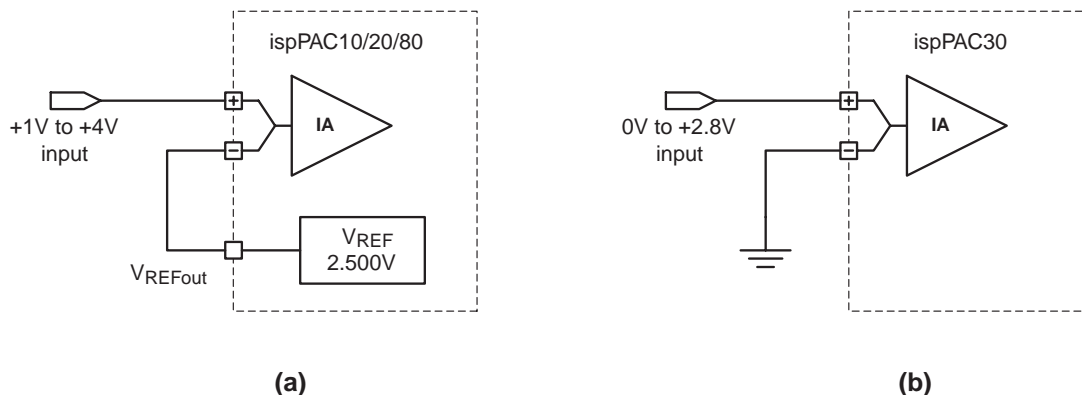 ispPAC10/20/80
+
IA
+1V to +4V
input
-
VREF
2.500V
VREFout
(a)
ispPAC30
+
IA
0V to +2.8V
input
-
(b)